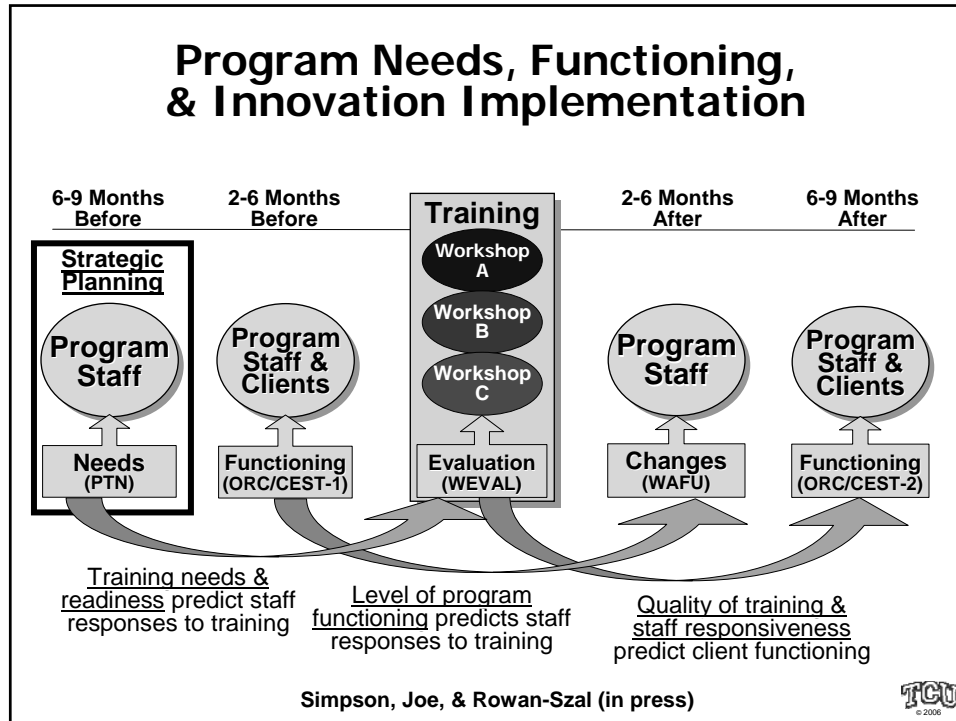 Program Needs, Functioning,
& Innovation Implementation
6-9 Months
Before
2-6 Months
Before
Training
2-6 Months
After
6-9 Months
After
Strategic
Planning
Workshop
A
Workshop
B
Workshop
C
Program
Staff
Program
Staff &
Clients
Program
Staff
Program
Staff &
Clients
Needs
(PTN)
Functioning
(ORC/CEST-1)
Evaluation
(WEVAL)
Changes
(WAFU)
Functioning
(ORC/CEST-2)
Training needs &
readiness predict staff
responses to training
Level of program
functioning predicts staff
responses to training
Quality of training &
staff responsiveness
predict client functioning
Simpson, Joe, & Rowan-Szal (in press)
TCU
© 2006